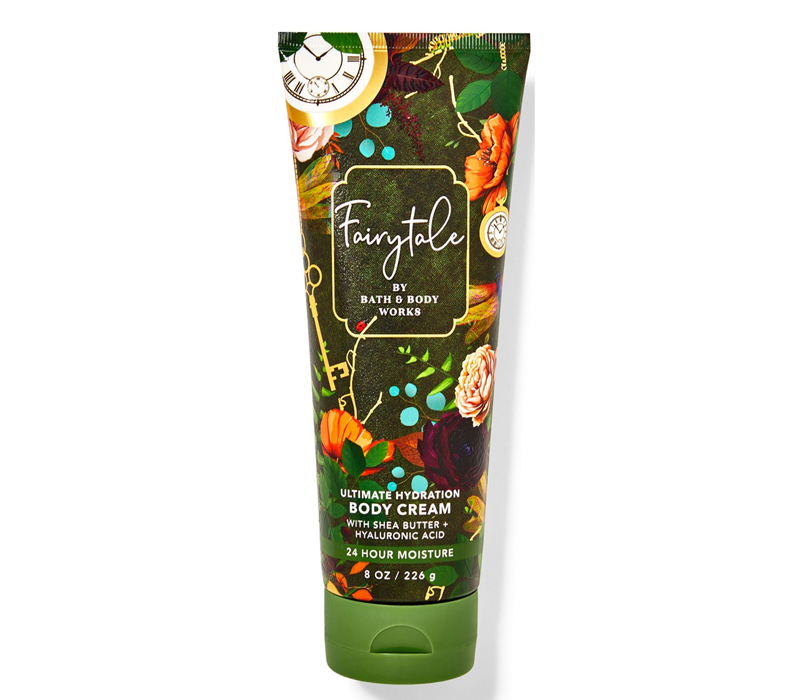 Fairytale
BY
BATH & BODY
WORKS
ULTIMATE HYDRATION
BODY CREAM
WITH SHEA BUTTER +
HYALURONIC ACID
24 HOUR MOISTURE
8 OZ / 226 g